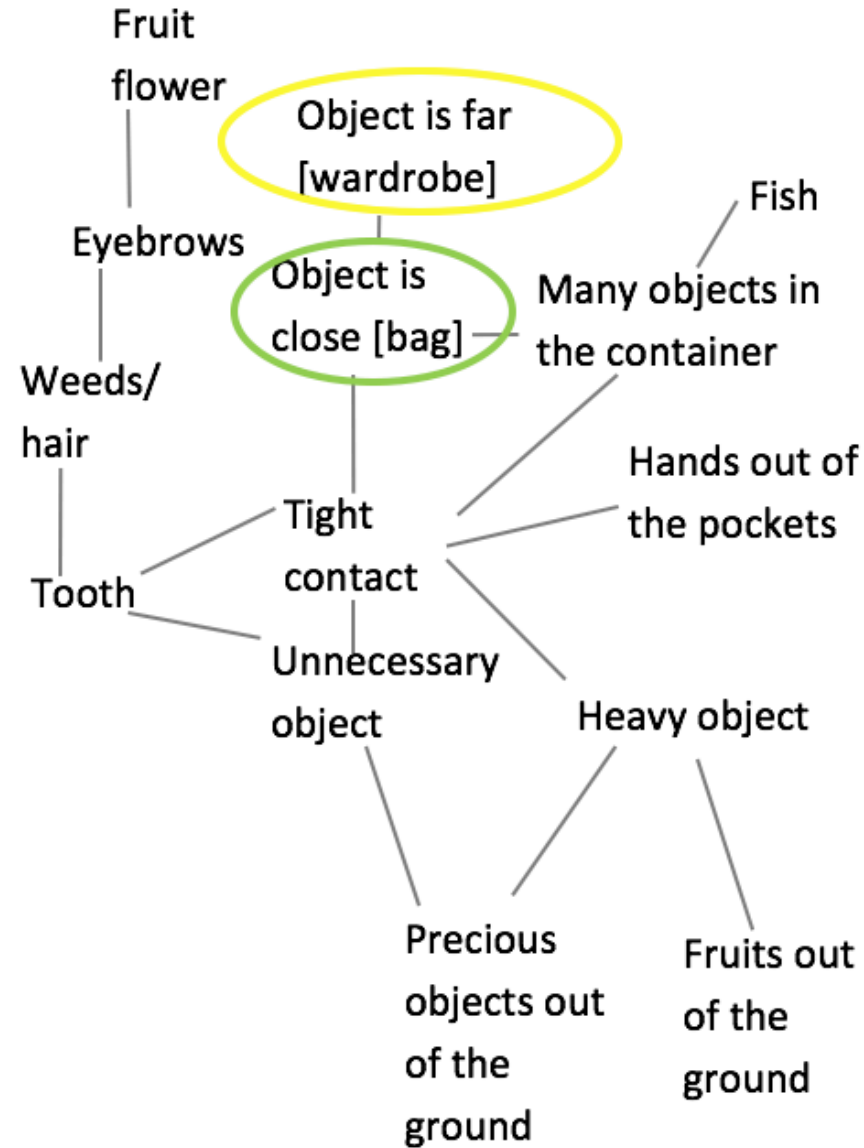 Fruit
flower
Object is far
[wardrobe]
Fish
Eyebrows
Object is
close [bag]
Many objects in
the container
Weeds/
hair
Hands out of
the pockets
Tight
contact
Tooth
Unnecessary
object
Heavy object
Precious
objects out
of the
ground
Fruits out
of the
ground